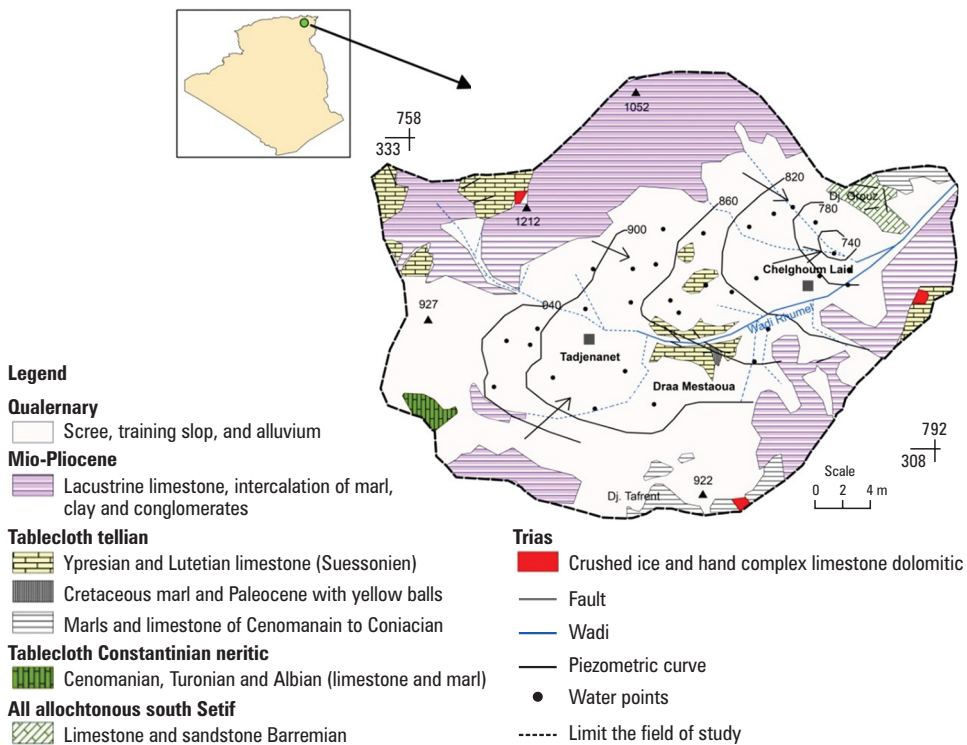 758
333
1052
1212
927
940
900
860
820
780
740
Dj. Grouz
Chelghoum Laid
Wadi Rhumel
Tadjenanet
Draa Mestaoua
Dj. Tafrent
922
792
308
Scale
0 2 4 m
Legend
Qualernary
Scree, training slop, and alluvium
Mio-Pliocene
Lacustrine limestone, intercalation of marl,
clay and conglomerates
Tablecloth tellian
Ypresian and Lutetian limestone (Suessonien)
Cretaceous marl and Paleocene with yellow balls
Marls and limestone of Cenomanain to Coniacian
Tablecloth Constantinian neritic
Cenomanian, Turonian and Albian (limestone and marl)
All allochtonous south Setif
Limestone and sandstone Barremian
Trias
Crushed ice and hand complex limestone dolomitic
Fault
Wadi
Piezometric curve
Water points
Limit the field of study